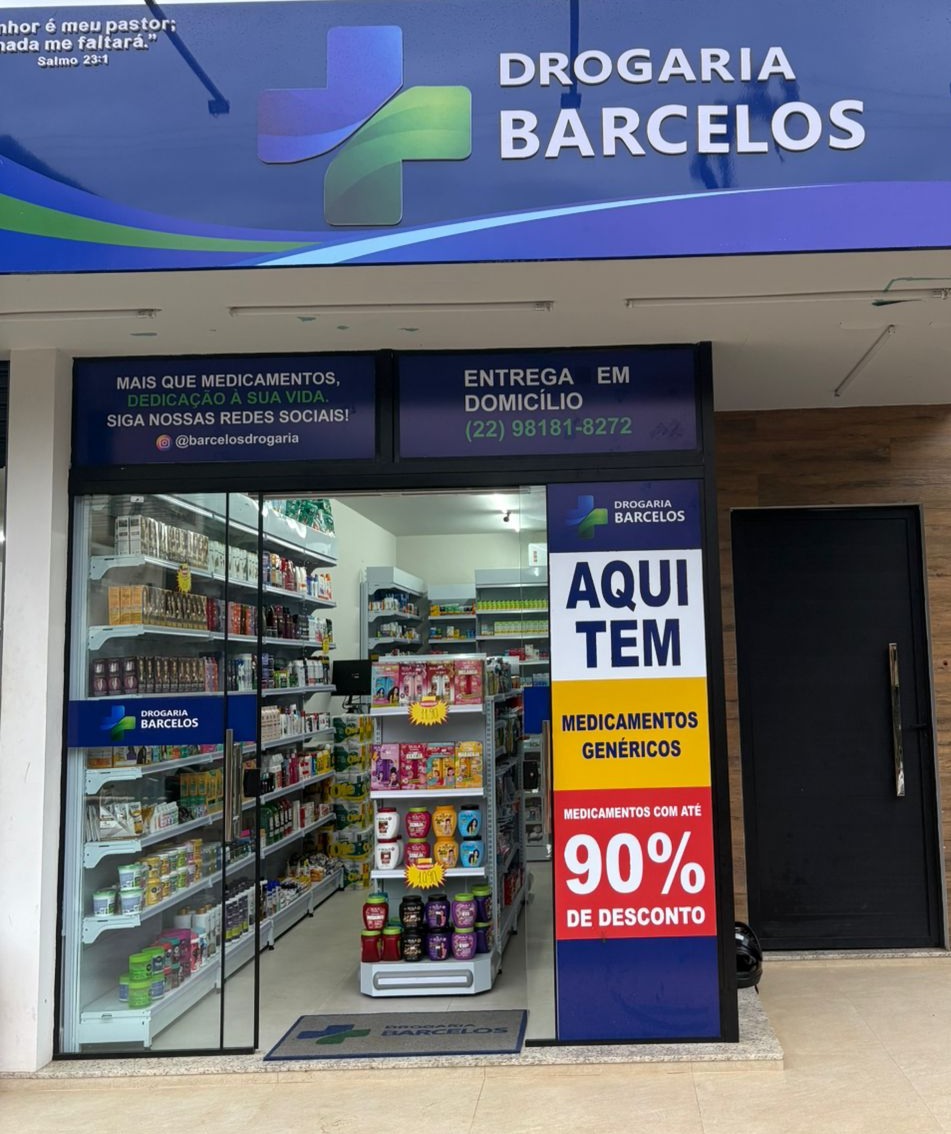 nhor é meu pastor;
nada me faltará."
Salmo 23:1
DROGARIA
BARCELOS
MAIS QUE MEDICAMENTOS,
DEDICAÇÃO À SUA VIDA.
SIGA NOSSAS REDES SOCIAIS!
@barcelosdrogaria
ENTREGA EM
DOMICÍLIO
(22) 98181-8272
DROGARIA
BARCELOS
AQUI
TEM
MEDICAMENTOS
GENÉRICOS
MEDICAMENTOS COM ATÉ
90%
DE DESCONTO
DROGARIA
BARCELOS
DROGARIA
BARCELOS